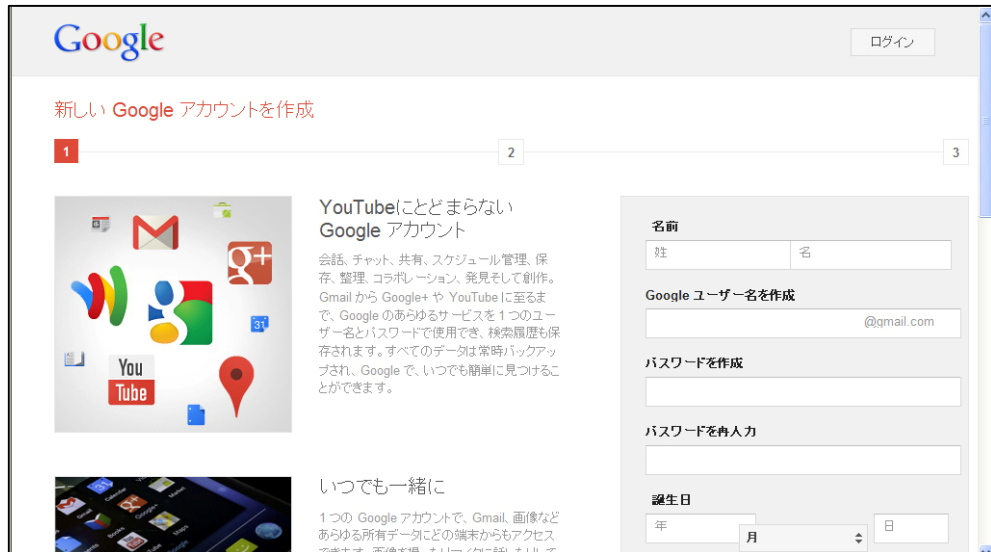 Google
ログイン
新しい Google アカウントを作成
1
2
3
YouTubeにとどまらない
Google アカウント
会話、チャット、共有、スケジュール管理、保
存、整理、コラボレーション、発見そして創作。
Gmail から Google+ や YouTube に至るま
で、Google のあらゆるサービスを 1 つのユー
ザー名とパスワードで使用でき、検索履歴も保
存されます。すべてのデータは常時バックアッ
プされ、Google で、いつでも簡単に見つけるこ
とができます。
g+
31
You
Tube
名前
姓
名
Google ユーザー名を作成
@gmail.com
パスワードを作成
パスワードを再入力
誕生日
年
月
日
いつでも一緒に
1 つの Google アカウントで、Gmail、画像など
あらゆる所有データにどの端末からもアクセス
31
Calendar
Gmail
Google+
Market
Books
Maps